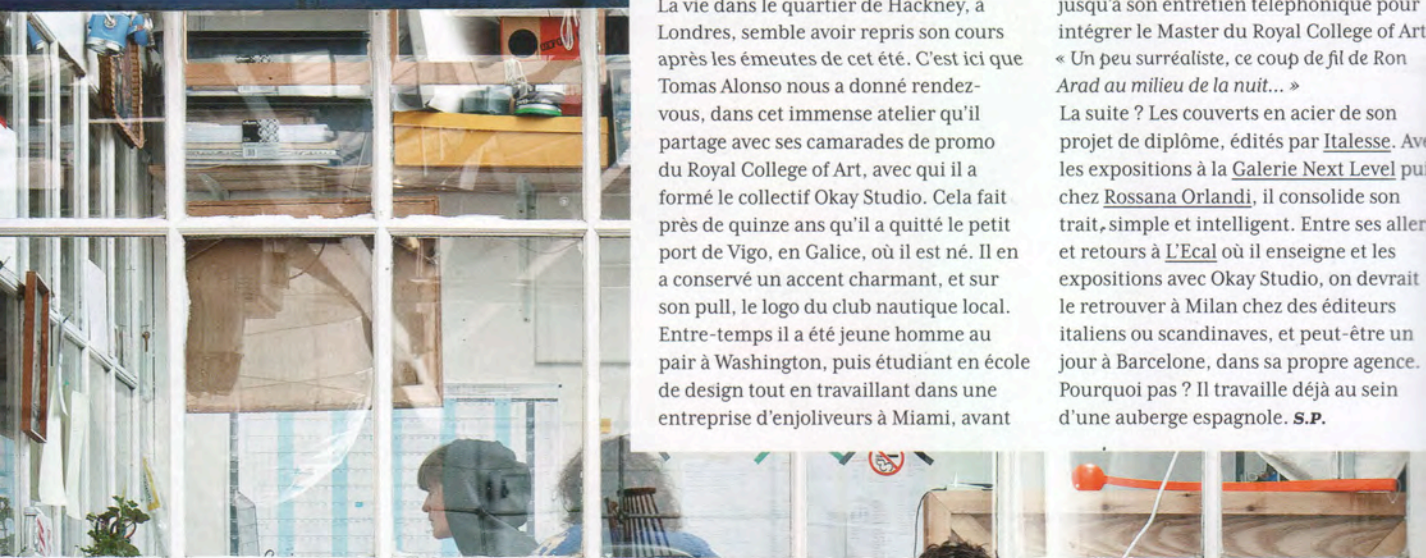 La vie dans le quartier de Hackney, à
Londres, semble avoir repris son cours
après les émeutes de cet été. C'est ici que
Tomas Alonso nous a donné rendez-
vous, dans cet immense atelier qu'il
partage avec ses camarades de promo
du Royal College of Art, avec qui il a
formé le collectif Okay Studio. Cela fait
près de quinze ans qu'il a quitté le petit
port de Vigo, en Galice, où il est né. Il en
a conservé un accent charmant, et sur
son pull, le logo du club nautique local.
Entre-temps il a été jeune homme au
pair à Washington, puis étudiant en école
de design tout en travaillant dans une
entreprise d'enjoliveurs à Miami, avant
jusqu'à son entretien téléphonique pour
intégrer le Master du Royal College of Art
« Un peu surréaliste, ce coup de fil de Ron
Arad au milieu de la nuit... »
La suite ? Les couverts en acier de son
projet de diplôme, édités par Italesse. Ave
les expositions à la Galerie Next Level pui
chez Rossana Orlandi, il consolide son
trait, simple et intelligent. Entre ses aller
et retours à L'Ecal où il enseigne et les
expositions avec Okay Studio, on devrait
le retrouver à Milan chez des éditeurs
italiens ou scandinaves, et peut-être un
jour à Barcelone, dans sa propre agence.
Pourquoi pas ? Il travaille déjà au sein
d'une auberge espagnole. S.P.